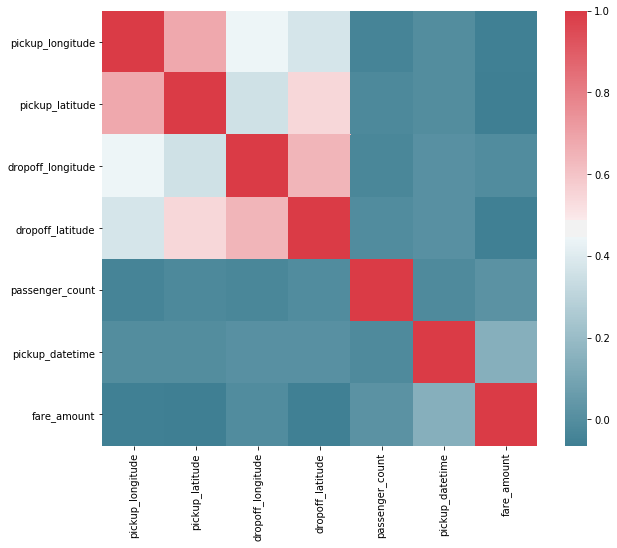 pickup_longitude
pickup_latitude
dropoff_longitude
dropoff_latitude
passenger_count
pickup_datetime
fare_amount
pickup_longitude
pickup_latitude
dropoff_longitude
dropoff_latitude
passenger_count
pickup_datetime
fare_amount
1.0
0.8
0.6
0.4
0.2
0.0